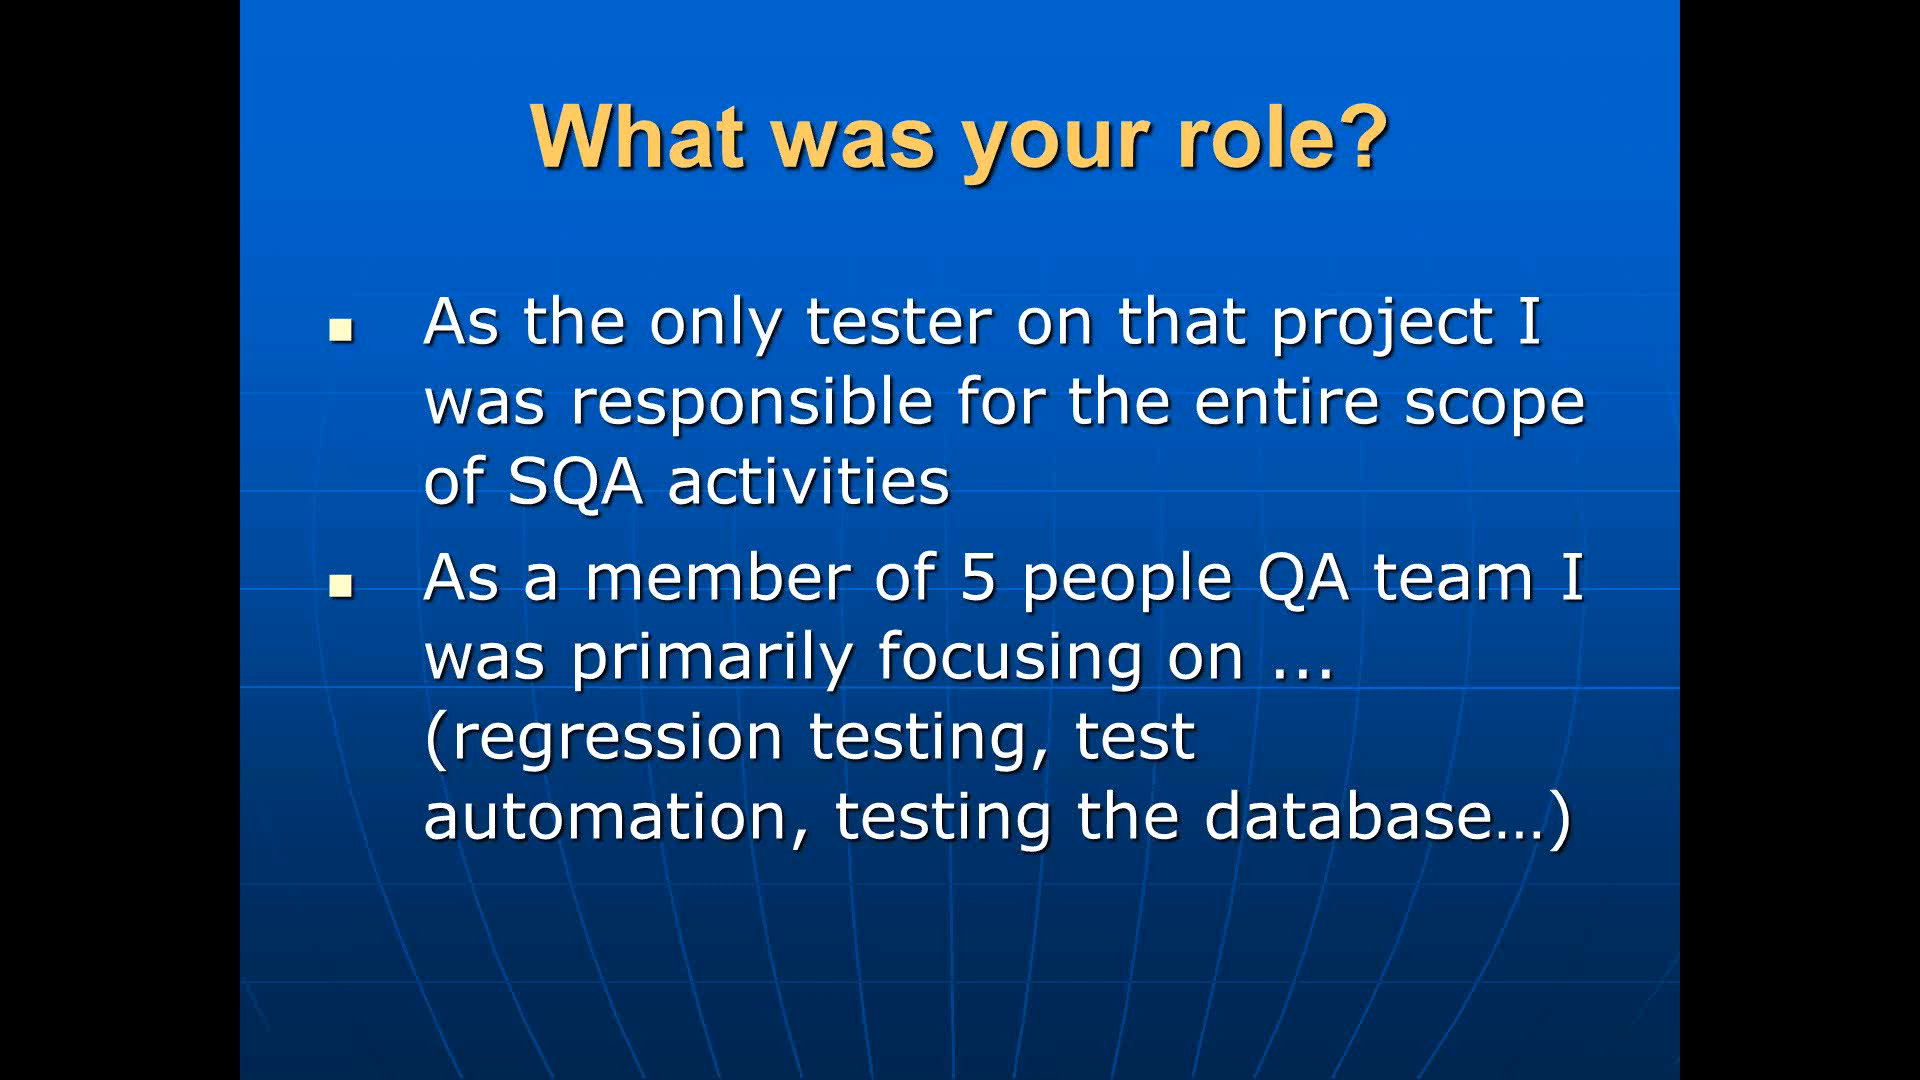 What was your role?
As the only tester on that project I
was responsible for the entire scope
of SQA activities
As a member of 5 people QA team I
was primarily focusing on ...
(regression testing, test
automation, testing the database…)